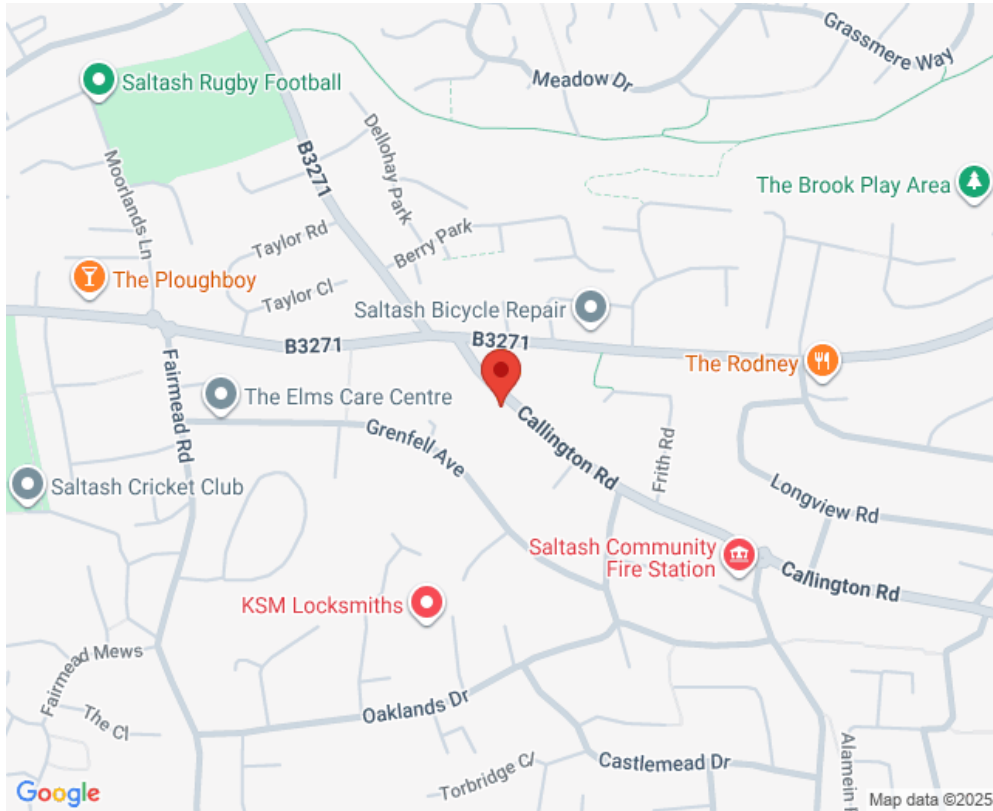 Grassmere Way
Meadow Dr
Saltash Rugby Football
B3271
Dellohay Park
Moorlands Ln
The Brook Play Area
Taylor Rd
Berry Park
The Ploughboy
Taylor Cl
Saltash Bicycle Repair
B3271
B3271
The Rodney
Fairmead Rd
The Elms Care Centre
Callington Rd
Grenfell Ave
Frith Rd
Saltash Cricket Club
Longview Rd
Saltash Community
Fire Station
Callington Rd
KSM Locksmiths
Fairmead Mews
The Cl
Oaklands Dr
Castlemead Dr
Torbridge Cl
Alamein
Google
Map data ©2025